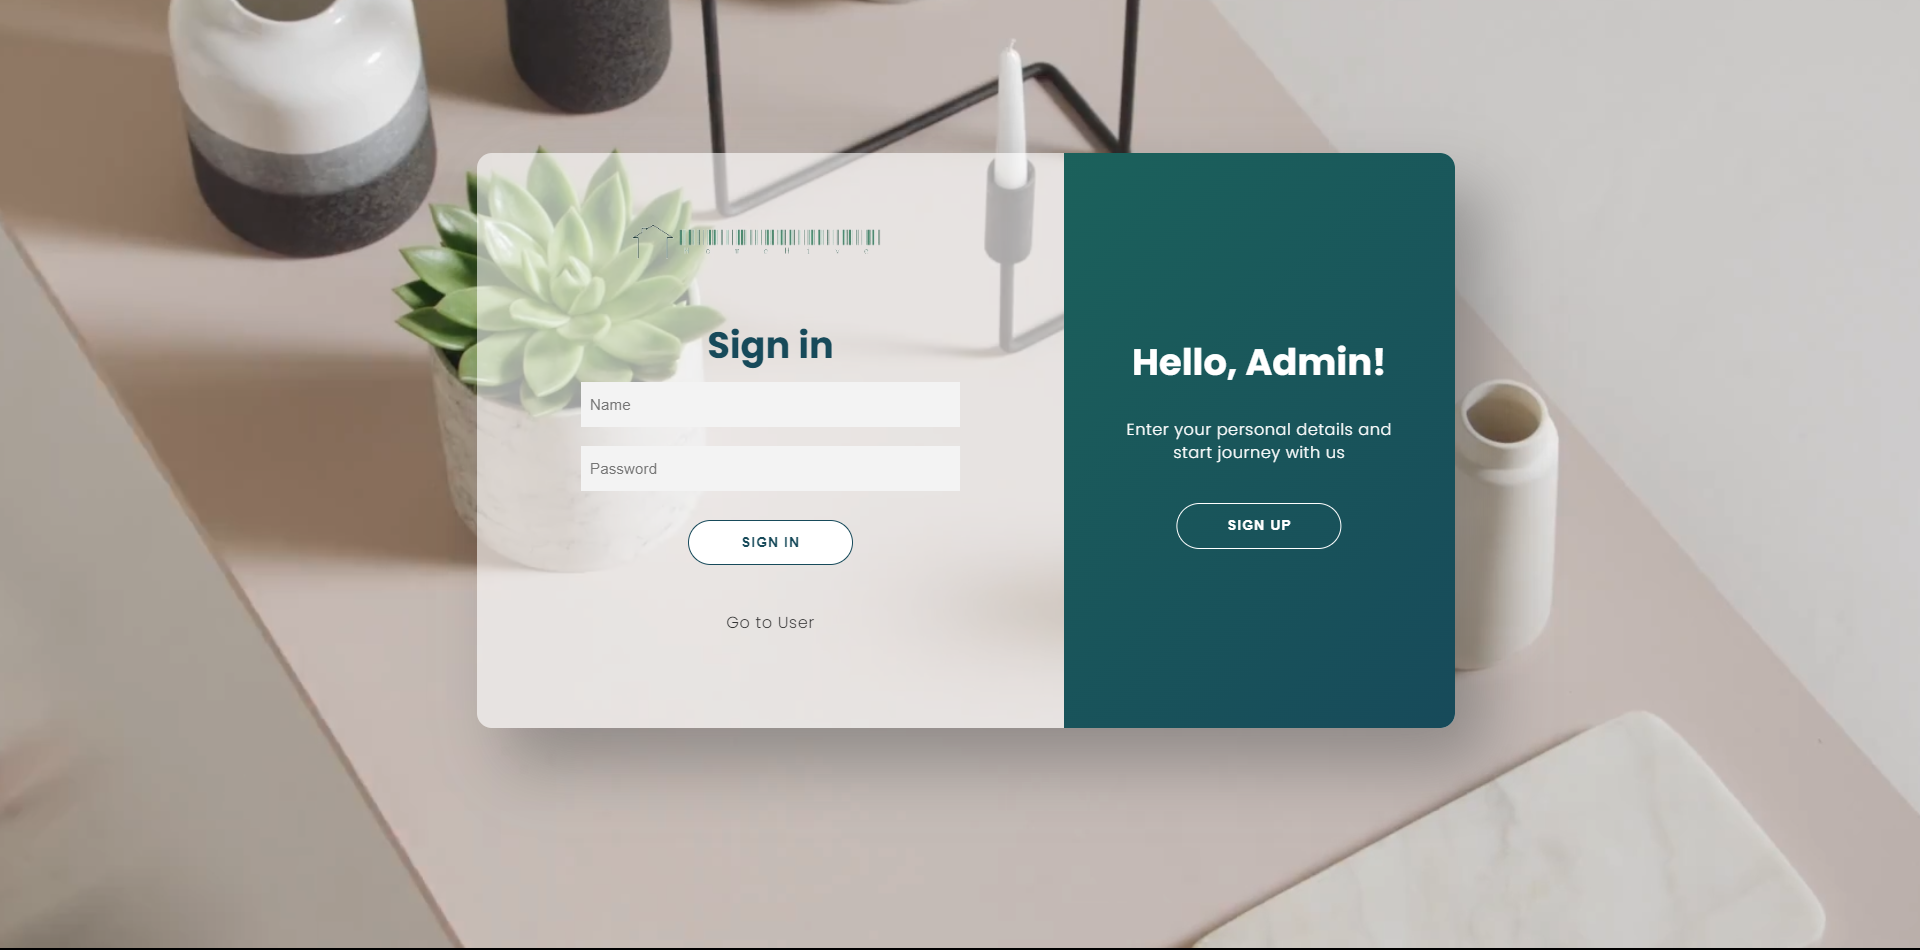 Sign in
Name
Password
SIGN IN
Go to User
Hello, Admin!
Enter your personal details and
start journey with us
SIGN UP